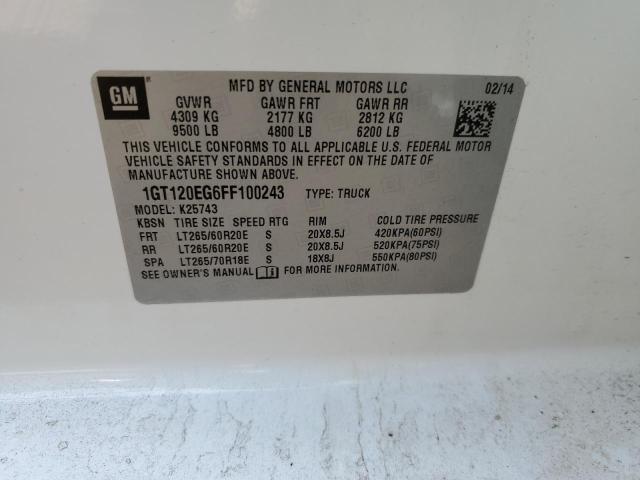 GM
MFD BY GENERAL MOTORS LLC 02/14
GVWR GAWR FRT GAWR RR
4309 KG 2177 KG 2812 KG
9500 LB 4800 LB 6200 LB
THIS VEHICLE CONFORMS TO ALL APPLICABLE U.S. FEDERAL MOTOR
VEHICLE SAFETY STANDARDS IN EFFECT ON THE DATE OF
MANUFACTURE SHOWN ABOVE.
1GT120EG6FF100243 TYPE: TRUCK
MODEL: K25743
KBSN TIRE SIZE SPEED RTG RIM COLD TIRE PRESSURE
FRT LT265/60R20E S 20X8.5J 420KPA(60PSI)
RR LT265/60R20E S 20X8.5J 520KPA(75PSI)
SPA LT265/70R18E S 18X8J 550KPA(80PSI)
SEE OWNER'S MANUAL FOR MORE INFORMATION.